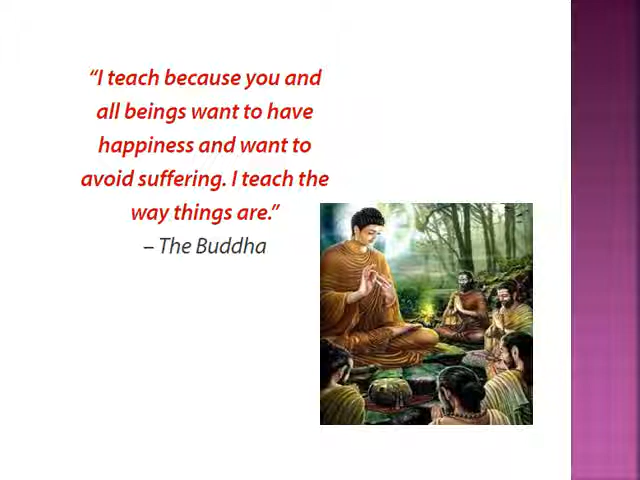 “I teach because you and
all beings want to have
happiness and want to
avoid suffering. I teach the
way things are.”
– The Buddha